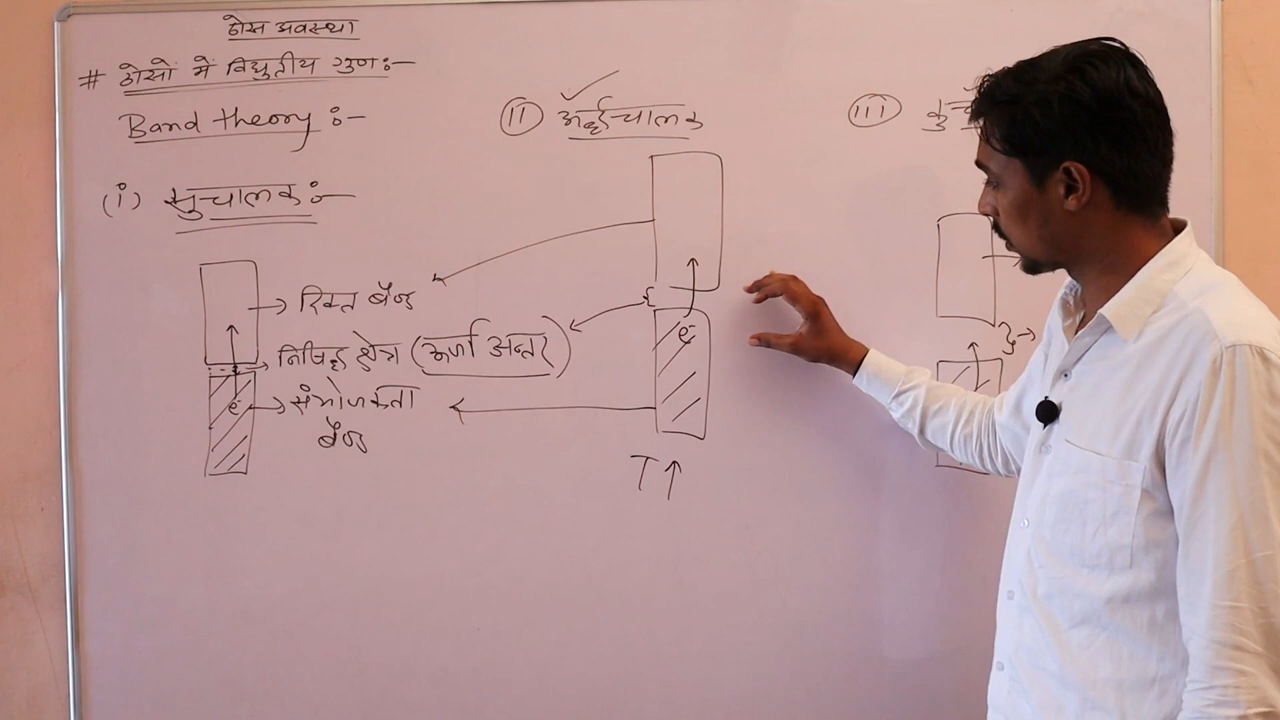 ठोस अवस्था
# ठोसों में विद्युतीय गुण :-
Band theory :-
(i) सुचालक :-
→ रिक्त बैण्ड
→ निषिद्ध क्षेत्र (ऊर्जा अन्तर)
e⁻ → संयोजकता
बैण्ड
(II) अर्द्धचालक ✓
e⁻
T↑
(III) कु